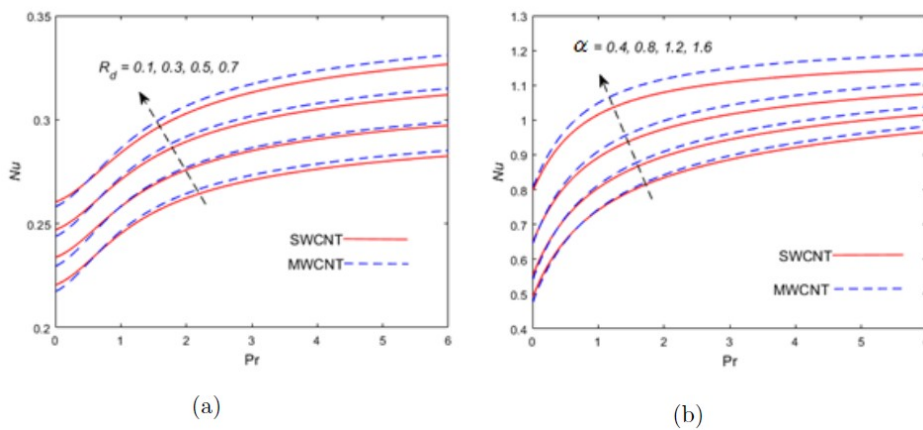 0.35
R_d = 0.1, 0.3, 0.5, 0.7
0.3
Nu
0.25
SWCNT
MWCNT
0.2
0 1 2 3 4 5 6
Pr
(a)
1.3
α = 0.4, 0.8, 1.2, 1.6
1.2
1.1
1
0.9
Nu
0.8
0.7
0.6
SWCNT
0.5
MWCNT
0.4
0 1 2 3 4 5 6
Pr
(b)